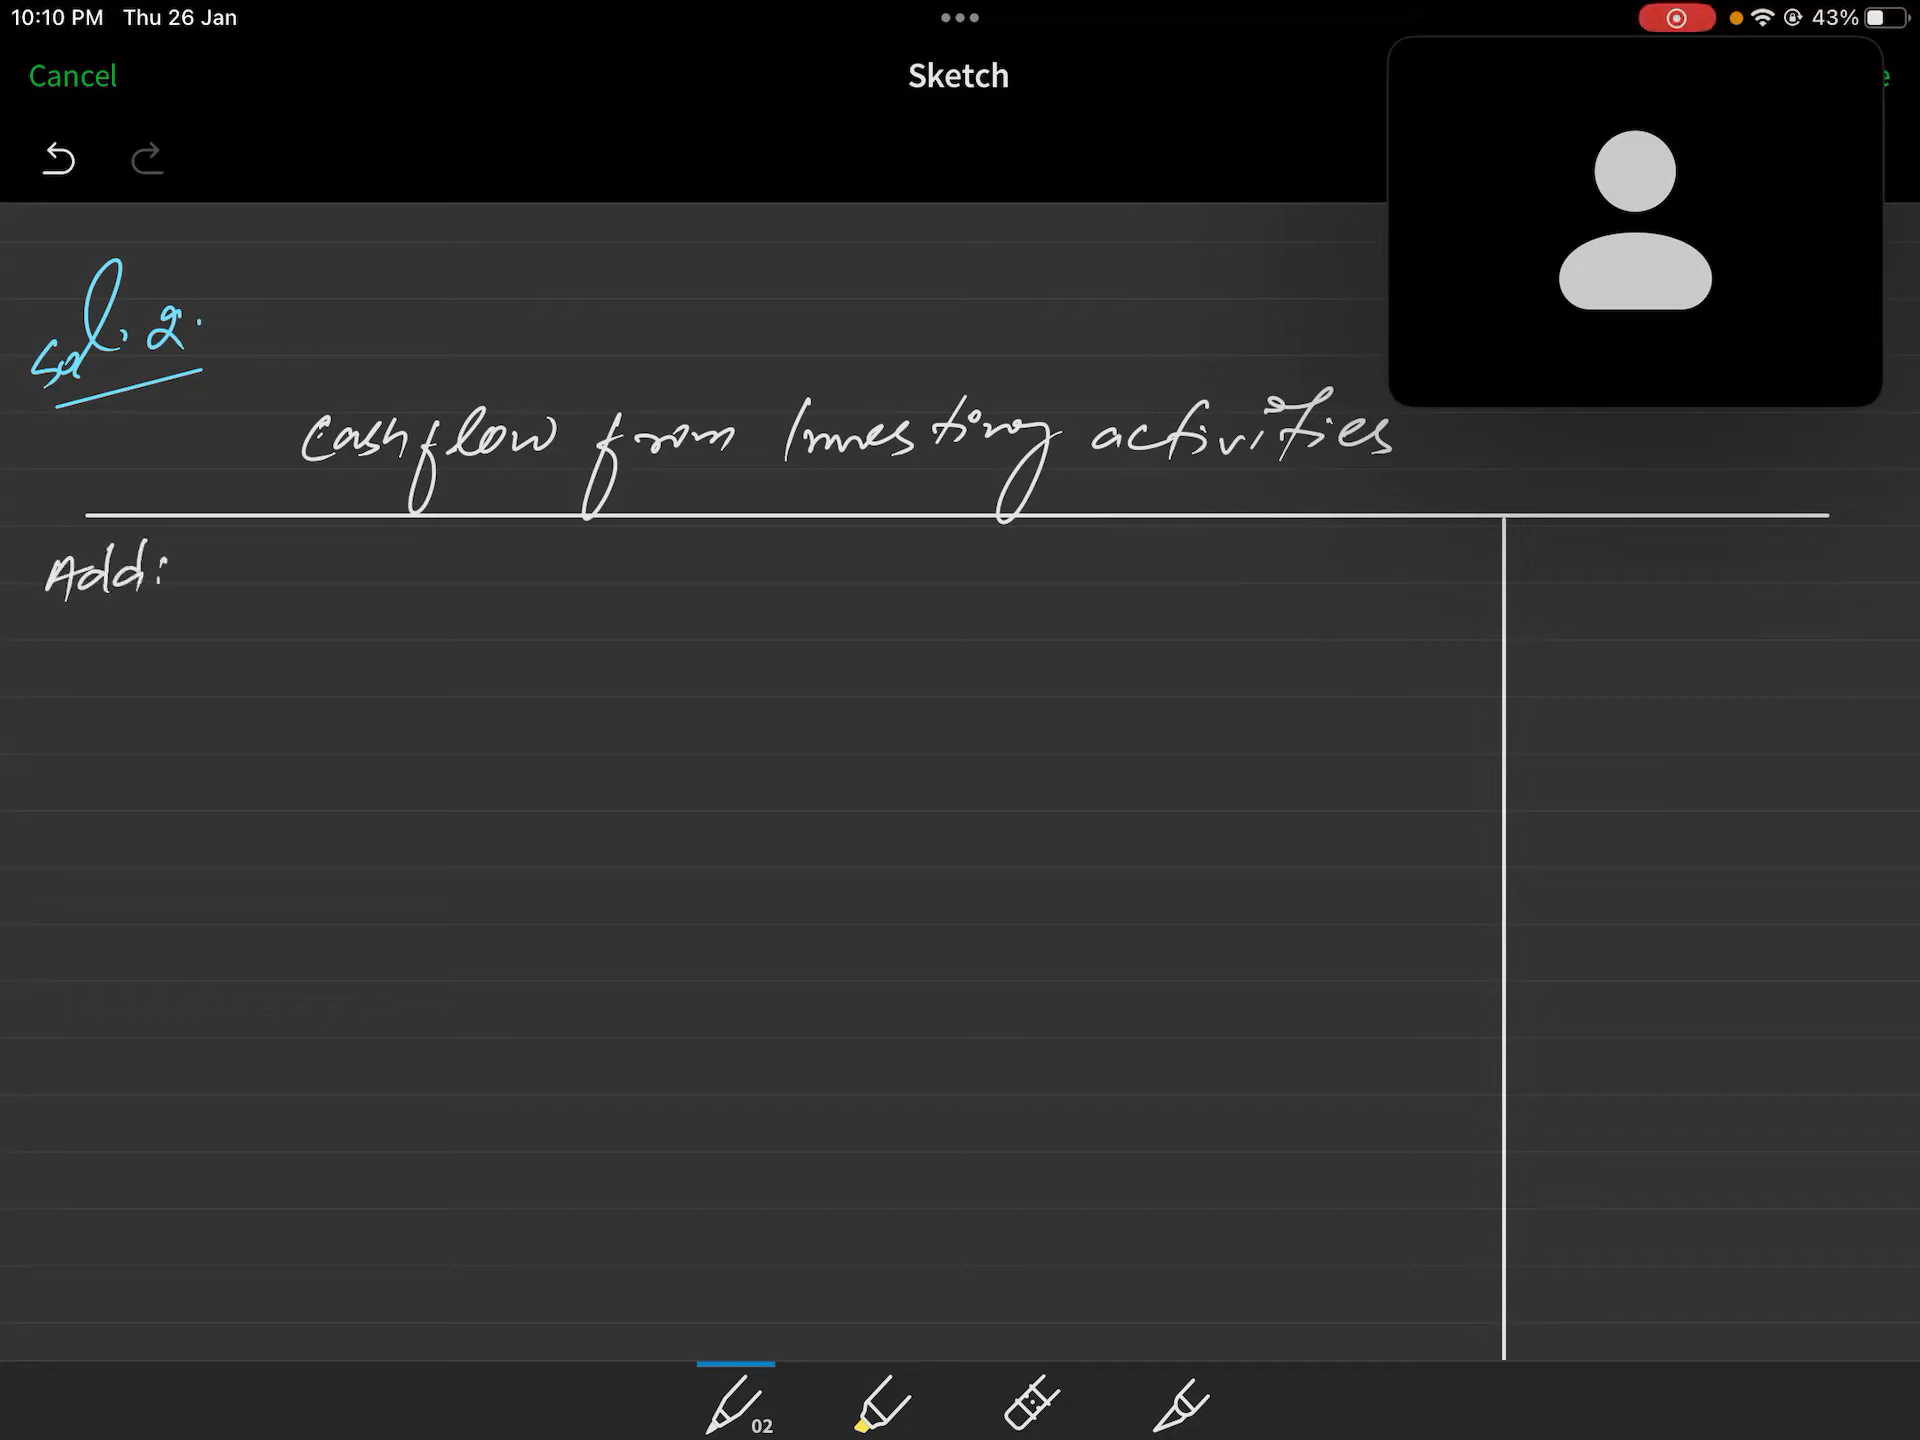 10:10 PM Thu 26 Jan
43%
Cancel
Sketch
e
Sol. 2.
Cashflow from Investing activities
Add:
02